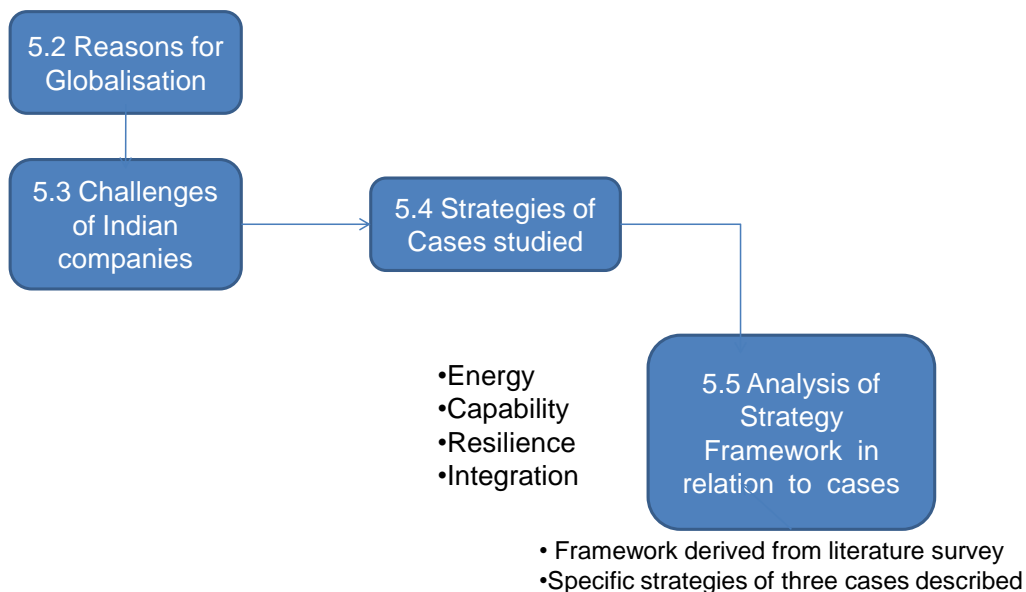 5.2 Reasons for
Globalisation
5.3 Challenges
of Indian
companies
5.4 Strategies of
Cases studied
•Energy
•Capability
•Resilience
•Integration
5.5 Analysis of
Strategy
Framework in
relation to cases
• Framework derived from literature survey
•Specific strategies of three cases described